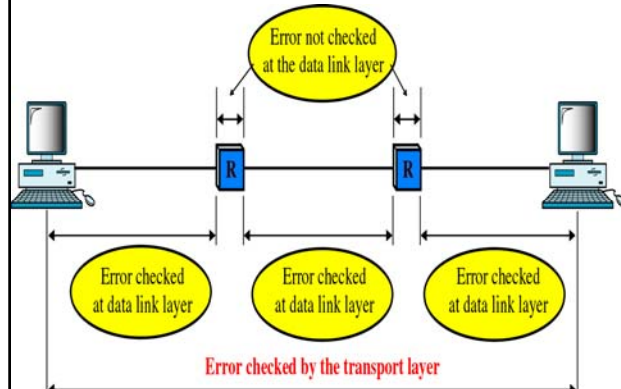 Error not checked
at the data link layer
R
R
Error checked
at data link layer
Error checked
at data link layer
Error checked
at data link layer
Error checked by the transport layer